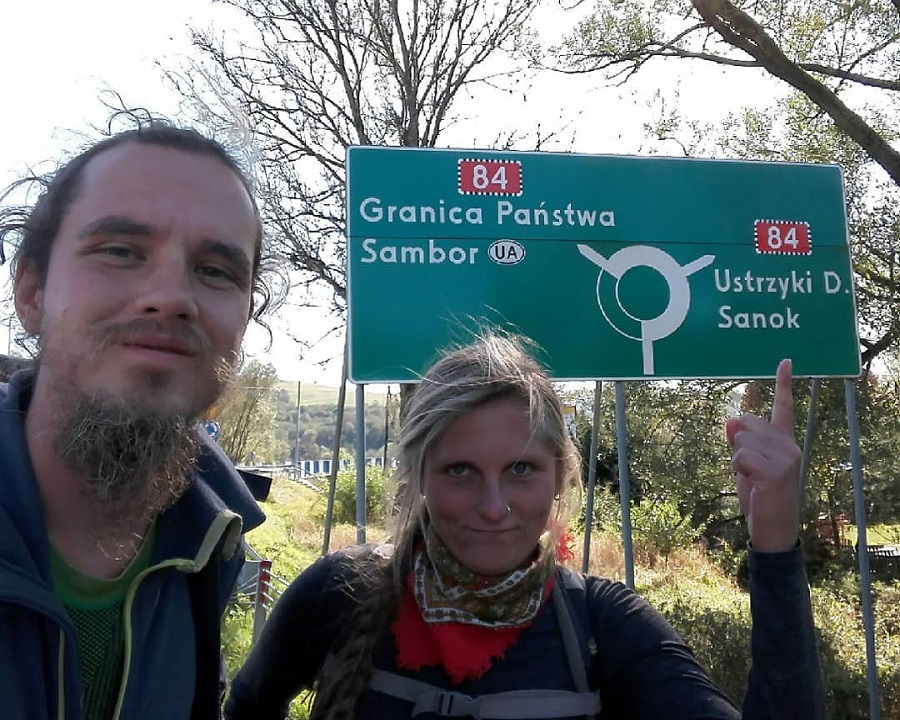 84
Granica Państwa
Sambor UA
84
Ustrzyki D.
Sanok